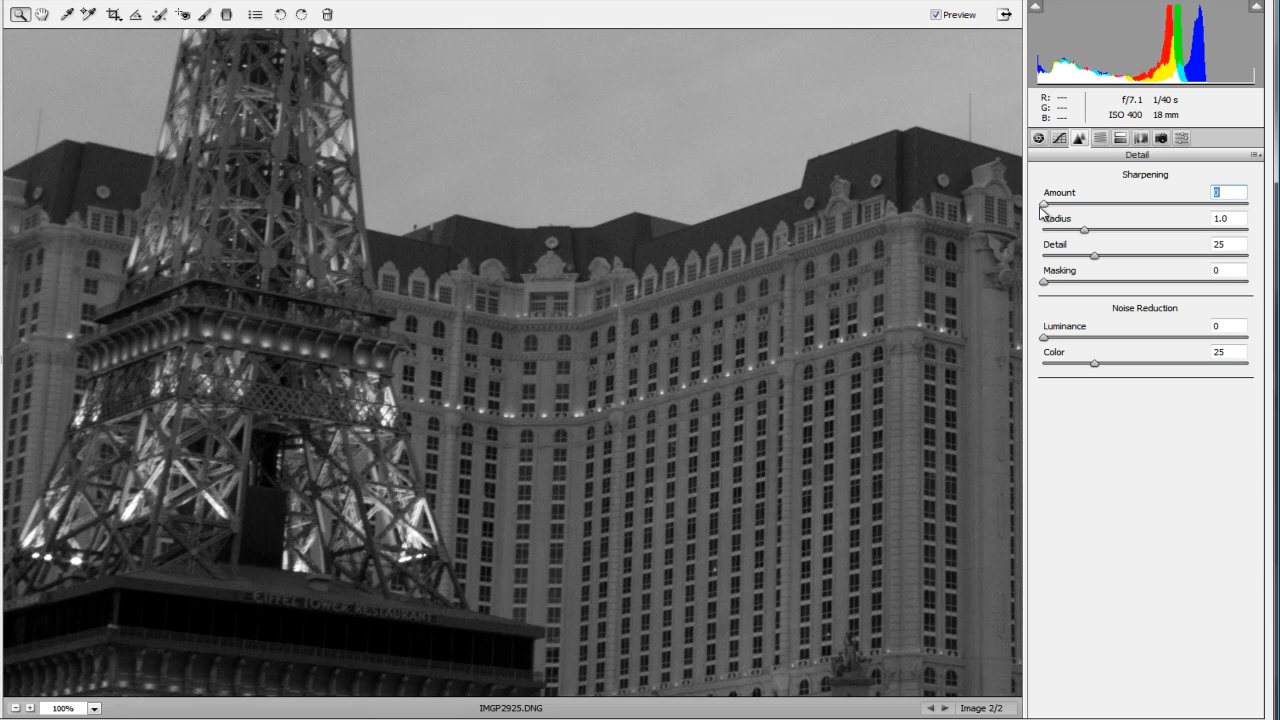 Preview
R: ---
G: ---
B: ---
f/7.1 1/40 s
ISO 400 18 mm
Detail
Sharpening
Amount 0
Radius 1.0
Detail 25
Masking 0
Noise Reduction
Luminance 0
Color 25
EIFFEL TOWER RESTAURANT
100%
IMGP2925.DNG
Image 2/2